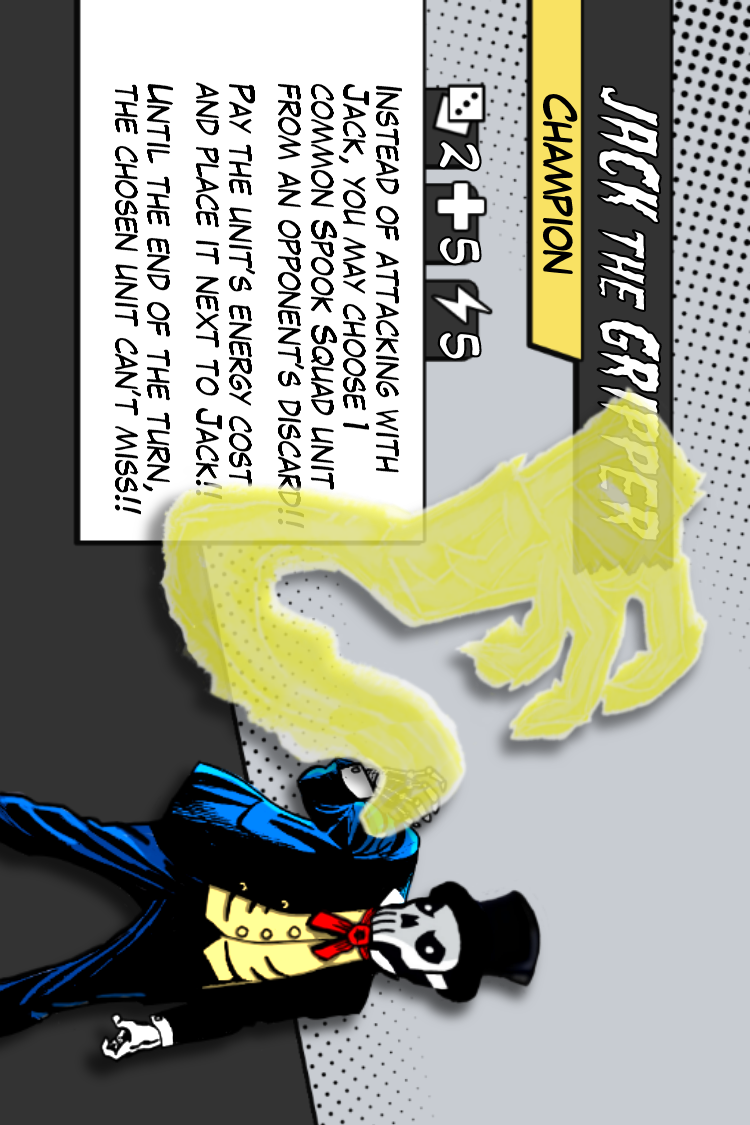 JACK THE GRIPPER
CHAMPION
2 5 5
INSTEAD OF ATTACKING WITH
JACK, YOU MAY CHOOSE 1
COMMON SPOOK SQUAD UNIT
FROM AN OPPONENT'S DISCARD!!
PAY THE UNIT'S ENERGY COST
AND PLACE IT NEXT TO JACK!!
UNTIL THE END OF THE TURN,
THE CHOSEN UNIT CAN'T MISS!!